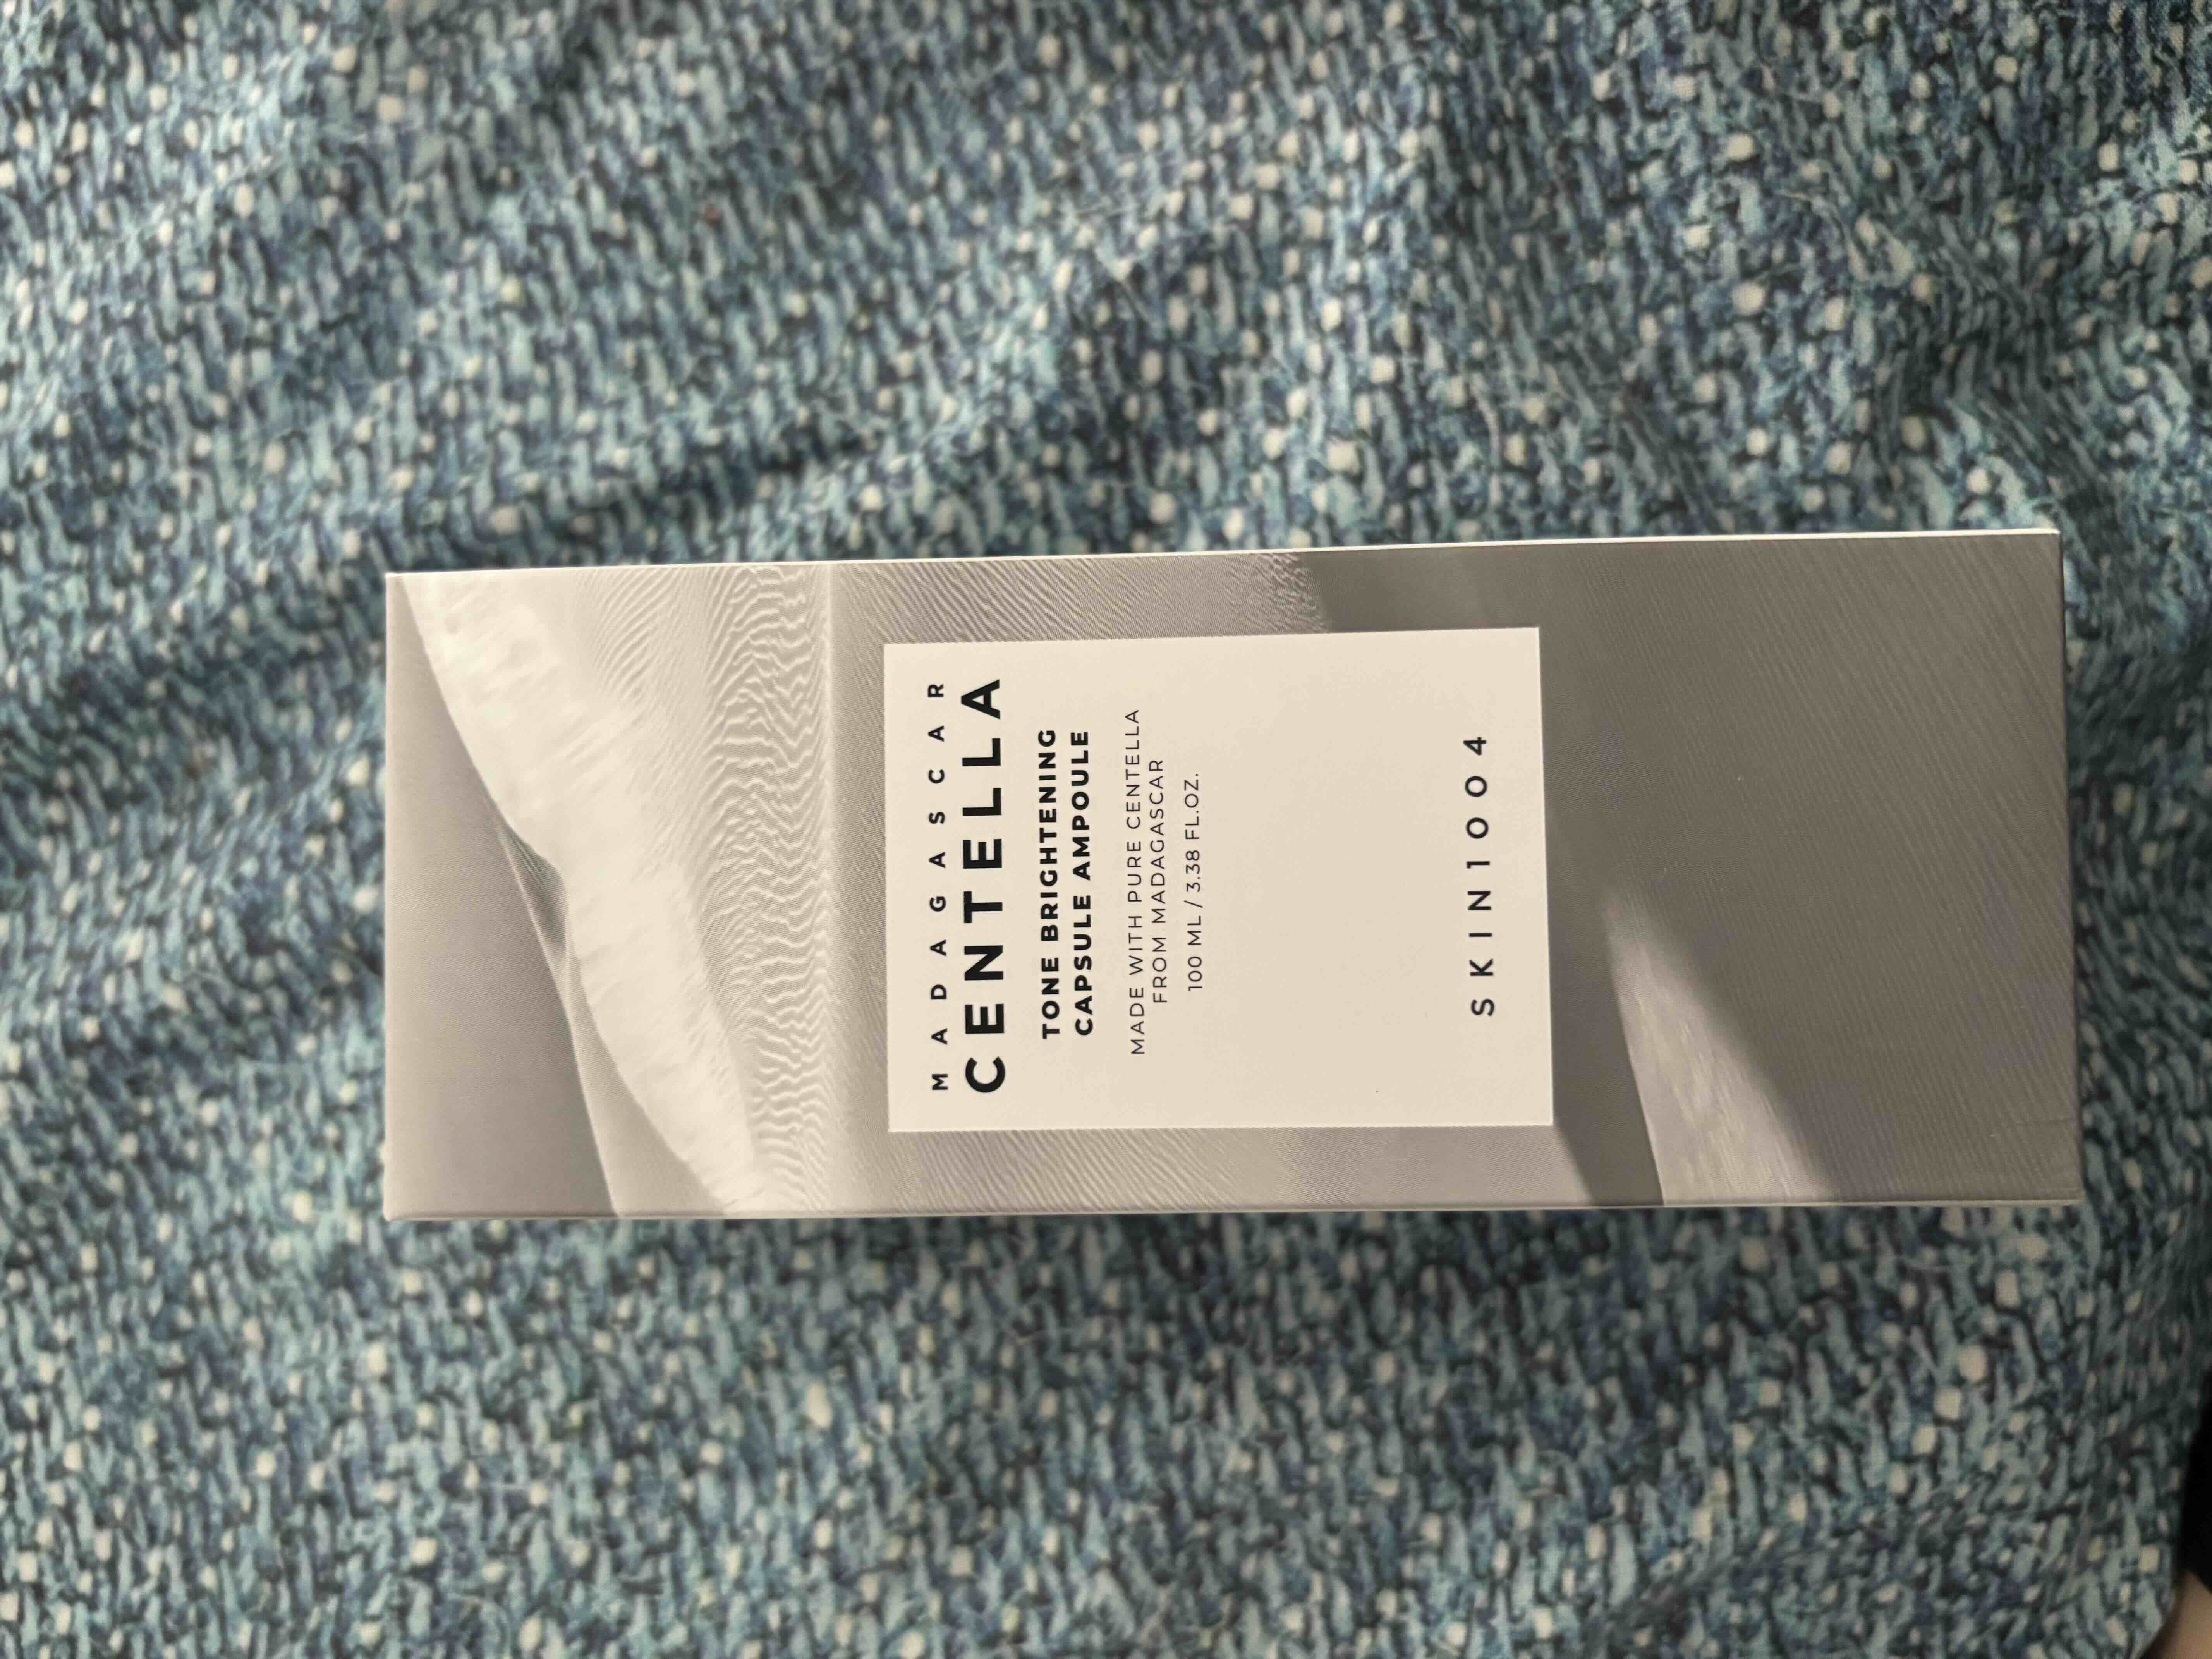 MADAGASCAR
CENTELLA
TONE BRIGHTENING
CAPSULE AMPOULE
MADE WITH PURE CENTELLA
FROM MADAGASCAR
100 ML / 3.38 FL.OZ.
SKIN1004